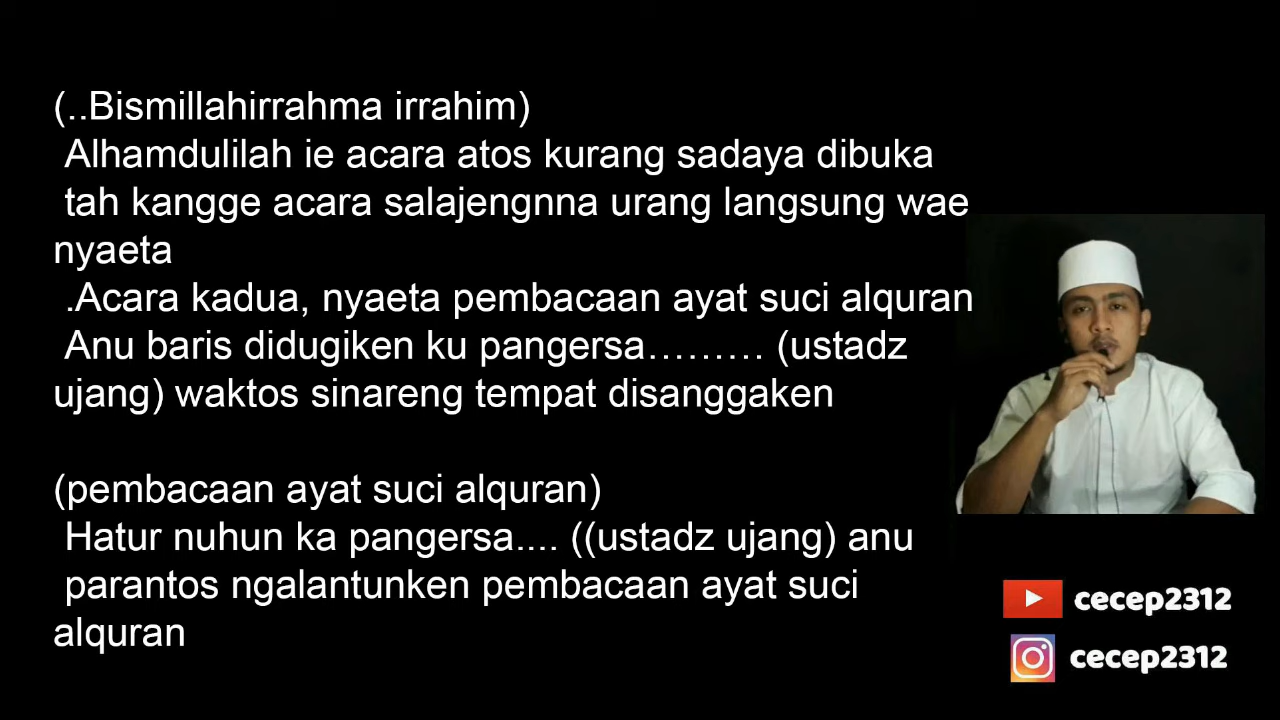 (..Bismillahirrahma irrahim)
Alhamdulilah ie acara atos kurang sadaya dibuka
tah kangge acara salajengnna urang langsung wae
nyaeta
.Acara kadua, nyaeta pembacaan ayat suci alquran
Anu baris didugiken ku pangersa……… (ustadz
ujang) waktos sinareng tempat disanggaken
(pembacaan ayat suci alquran)
Hatur nuhun ka pangersa.... ((ustadz ujang) anu
parantos ngalantunken pembacaan ayat suci
alquran
cecep2312
cecep2312